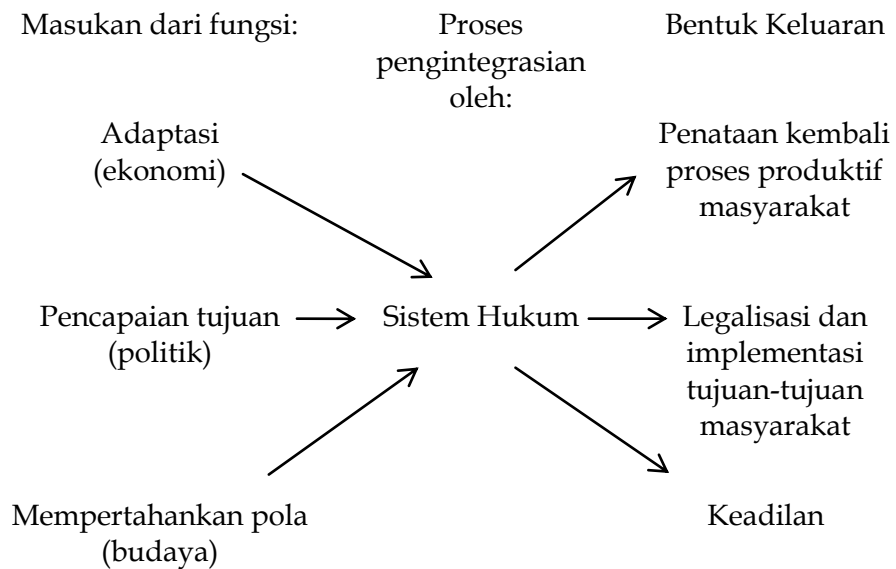 Masukan dari fungsi:
Proses
pengintegrasian
oleh:
Bentuk Keluaran
Adaptasi
(ekonomi)
Penataan kembali
proses produktif
masyarakat
Pencapaian tujuan
(politik)
Sistem Hukum
Legalisasi dan
implementasi
tujuan-tujuan
masyarakat
Mempertahankan pola
(budaya)
Keadilan